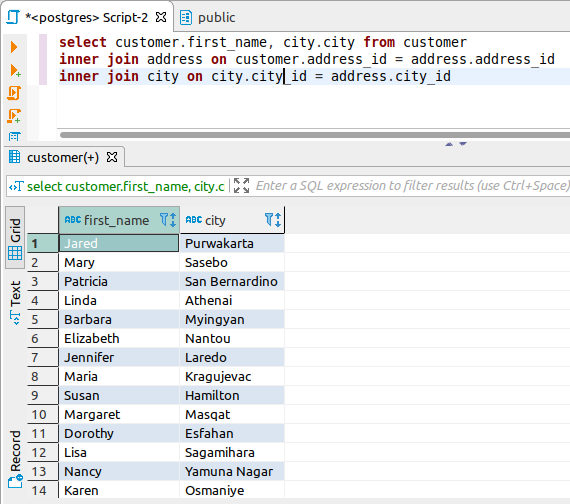 *<postgres> Script-2
public
select customer.first_name, city.city from customer
inner join address on customer.address_id = address.address_id
inner join city on city.city_id = address.city_id
customer(+)
select customer.first_name, city.c
Enter a SQL expression to filter results (use Ctrl+Space)
Grid
Text
Record
ABC first_name ABC city
1 Jared Purwakarta
2 Mary Sasebo
3 Patricia San Bernardino
4 Linda Athenai
5 Barbara Myingyan
6 Elizabeth Nantou
7 Jennifer Laredo
8 Maria Kragujevac
9 Susan Hamilton
10 Margaret Masqat
11 Dorothy Esfahan
12 Lisa Sagamihara
13 Nancy Yamuna Nagar
14 Karen Osmaniye